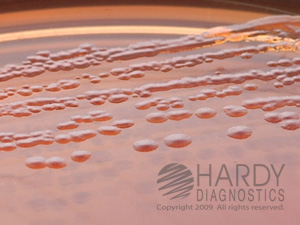 HARDY
DIAGNOSTICS
Copyright 2009 All rights reserved.